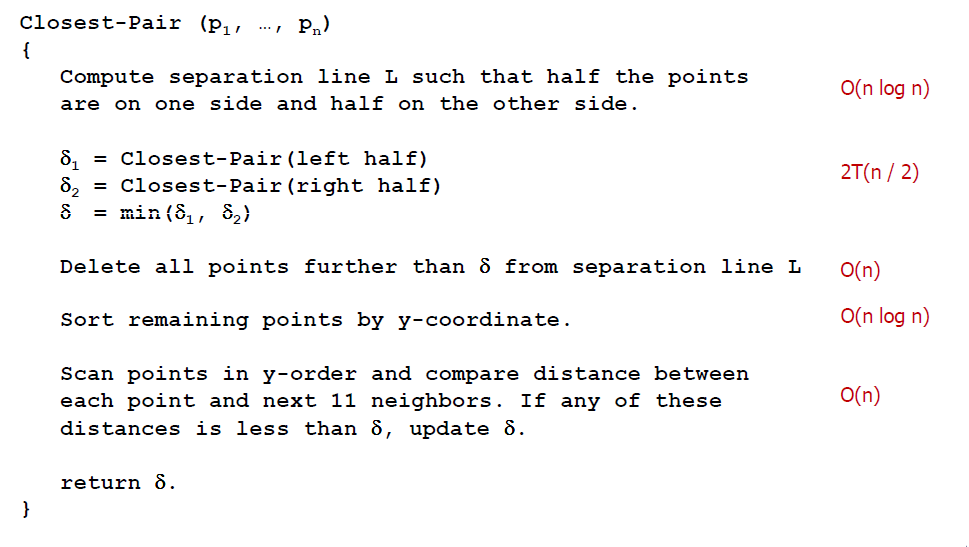 Closest-Pair (p₁, …, pₙ)
{
Compute separation line L such that half the points
are on one side and half on the other side.
O(n log n)
δ₁ = Closest-Pair(left half)
δ₂ = Closest-Pair(right half)
δ = min(δ₁, δ₂)
2T(n / 2)
Delete all points further than δ from separation line L
O(n)
Sort remaining points by y-coordinate.
O(n log n)
Scan points in y-order and compare distance between
each point and next 11 neighbors. If any of these
distances is less than δ, update δ.
O(n)
return δ.
}